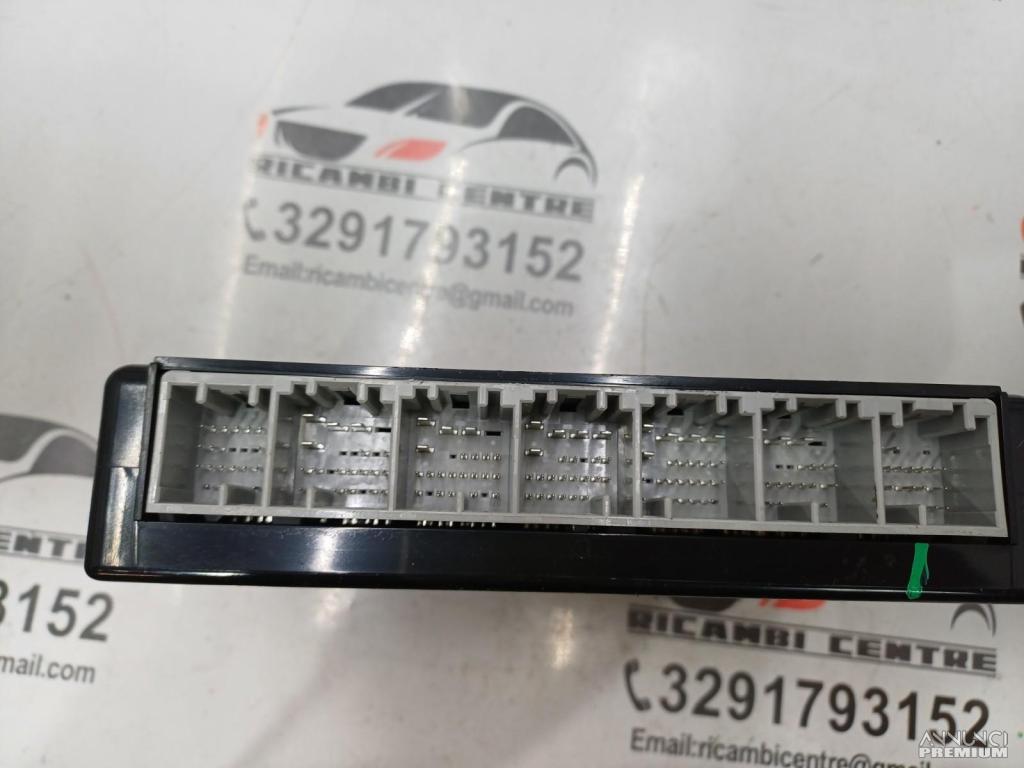 RICAMBI CENTRE
3291793152
Email:ricambicentre@gmail.com
3152
mail.com
RICAMBI CENTRE
3291793152
Email:ricambicentre@gmail.com
ANNUNCI
PREMIUM